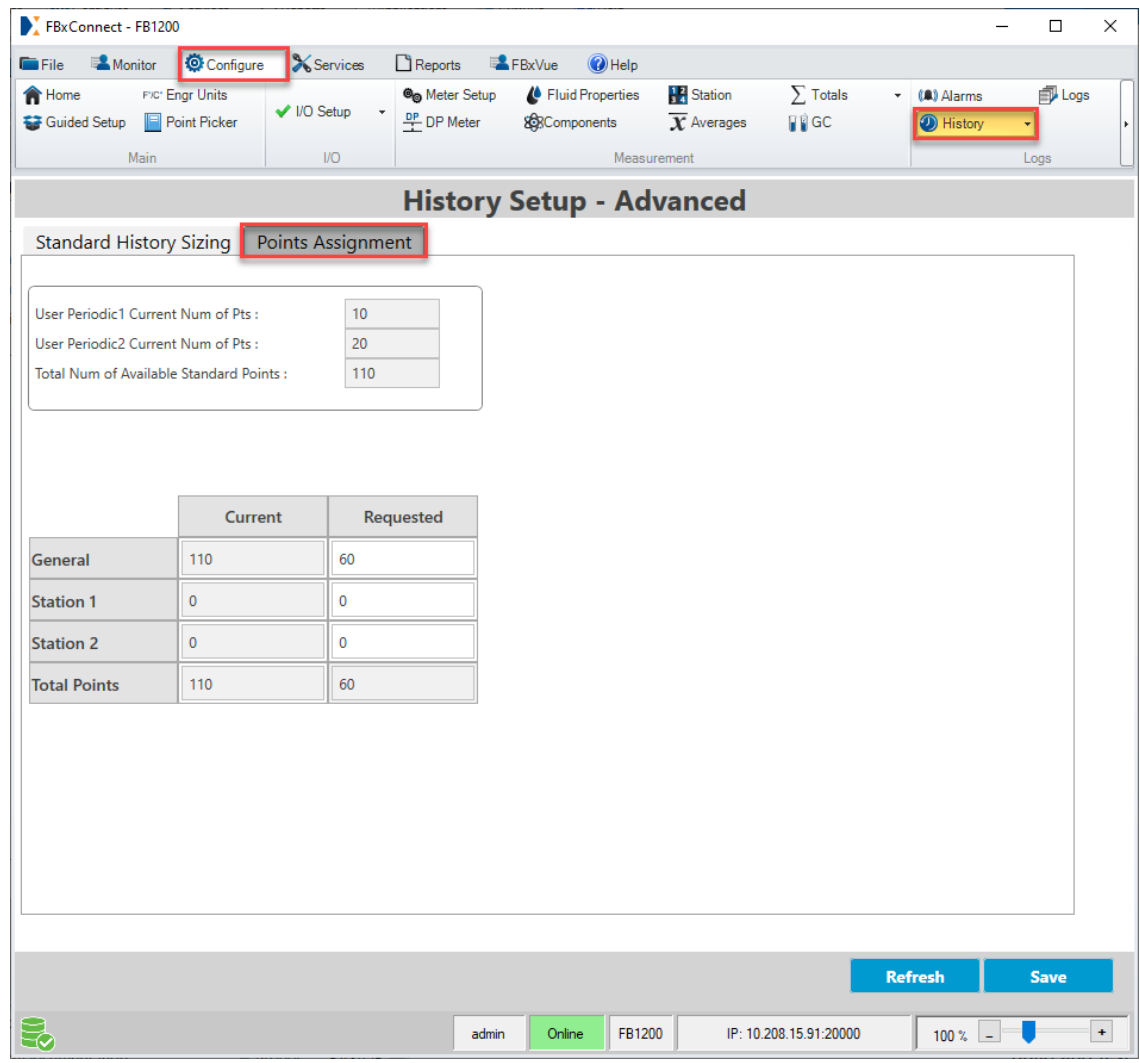 FBxConnect - FB1200
File Monitor Configure Services Reports FBxVue Help
Home Engr Units Meter Setup Fluid Properties Station Totals Alarms Logs
I/O Setup
Guided Setup Point Picker DP DP Meter Components X Averages GC History
Main I/O Measurement Logs
History Setup - Advanced
Standard History Sizing Points Assignment
User Periodic1 Current Num of Pts : 10
User Periodic2 Current Num of Pts : 20
Total Num of Available Standard Points : 110
Current Requested
General 110 60
Station 1 0 0
Station 2 0 0
Total Points 110 60
Refresh Save
admin Online FB1200 IP: 10.208.15.91:20000 100 % - +